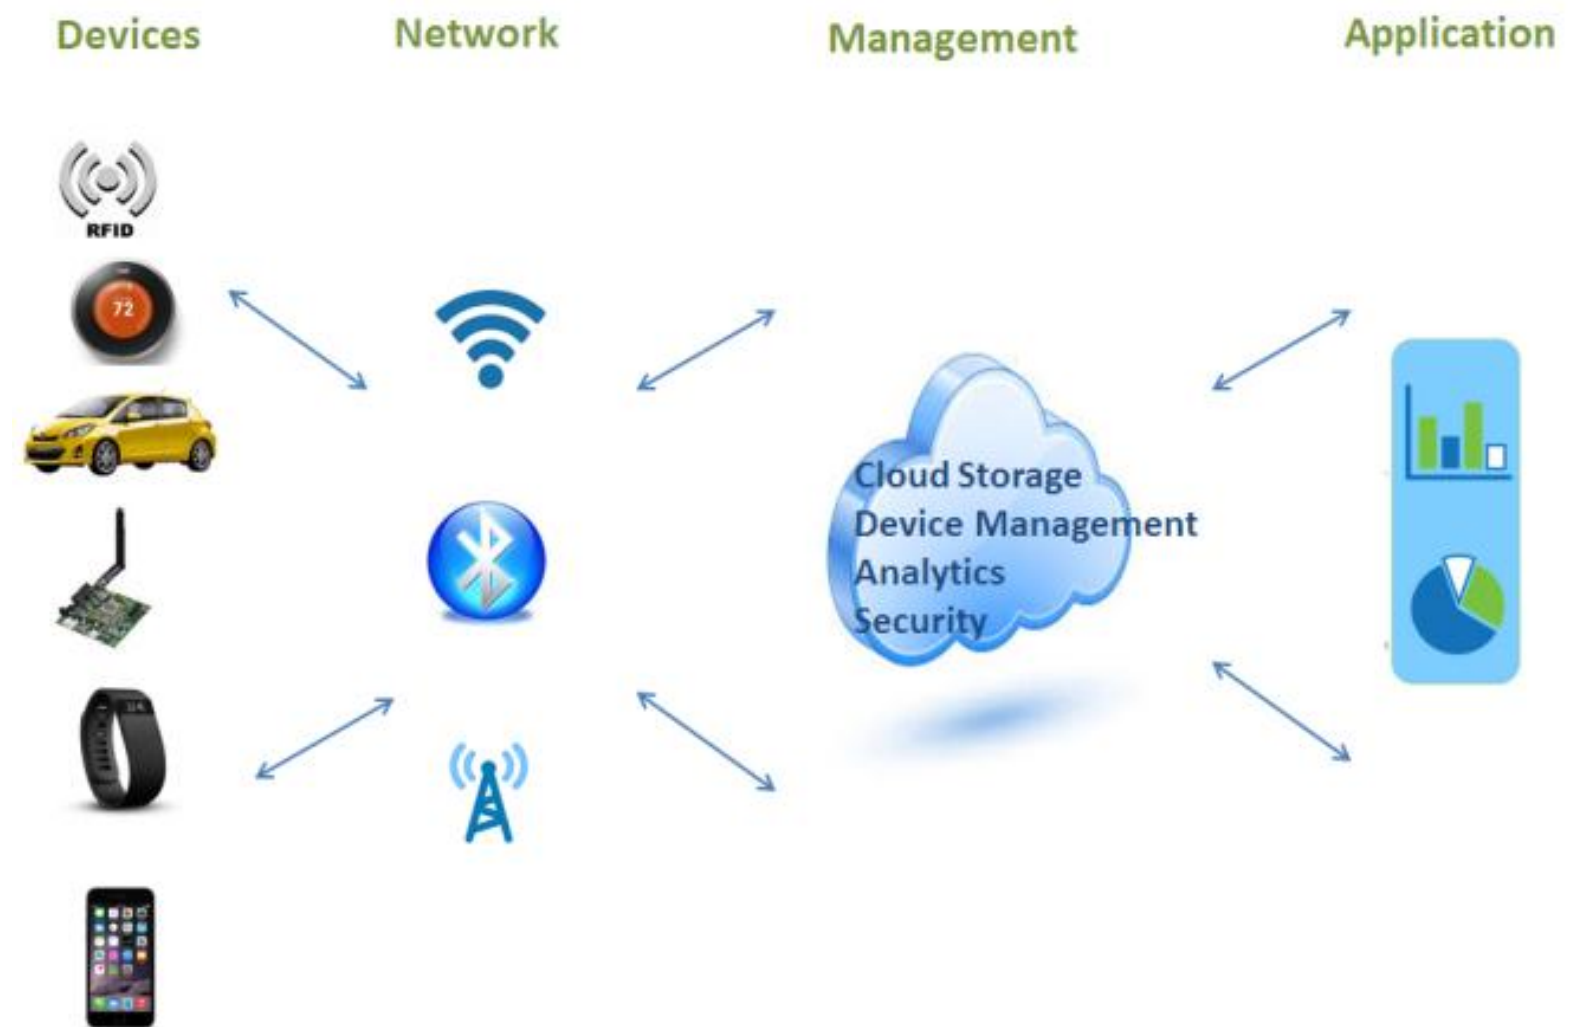 Devices
Network
Management
Application
RFID
72
Cloud Storage
Device Management
Analytics
Security